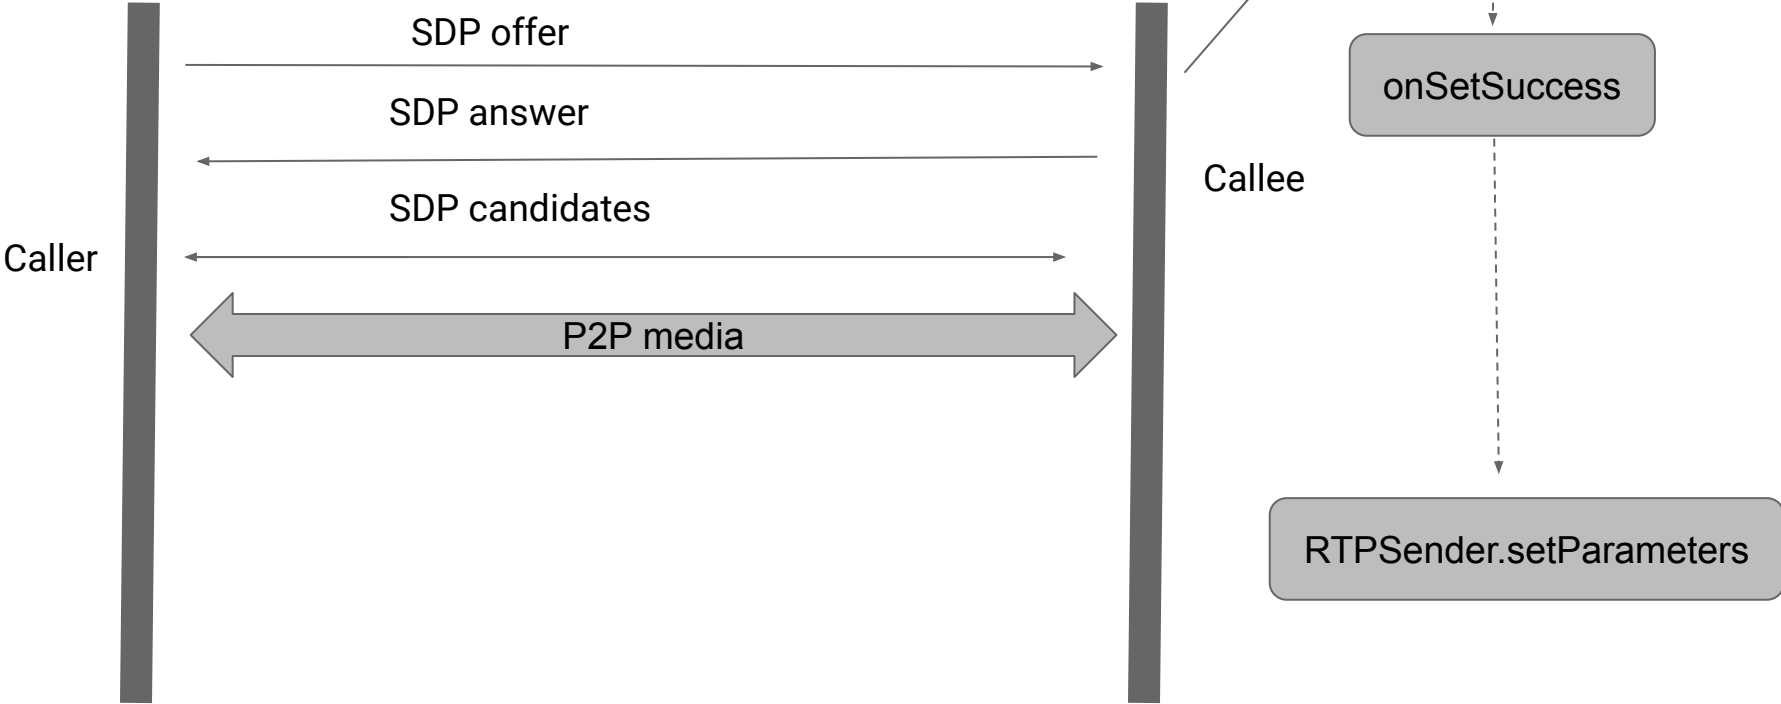 SDP offer
onSetSuccess
SDP answer
Callee
SDP candidates
Caller
P2P media
RTPSender.setParameters